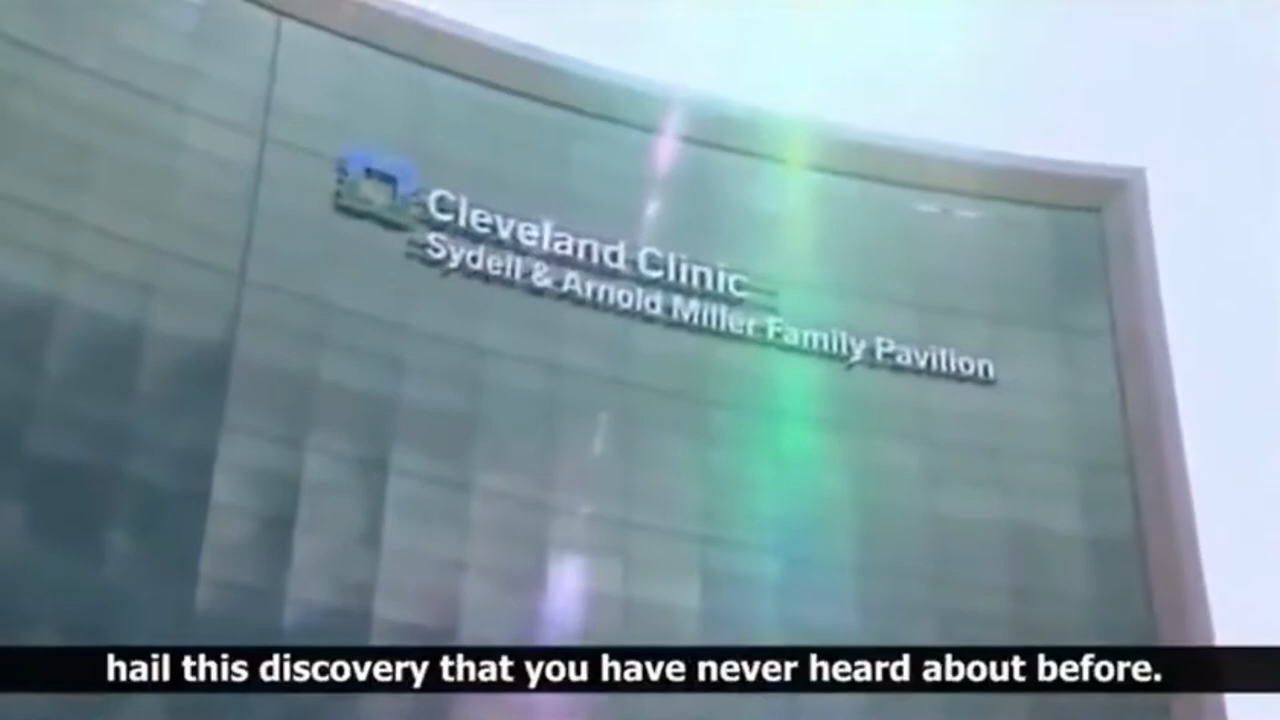 Cleveland Clinic
Sydell & Arnold Miller Family Pavilion
hail this discovery that you have never heard about before.